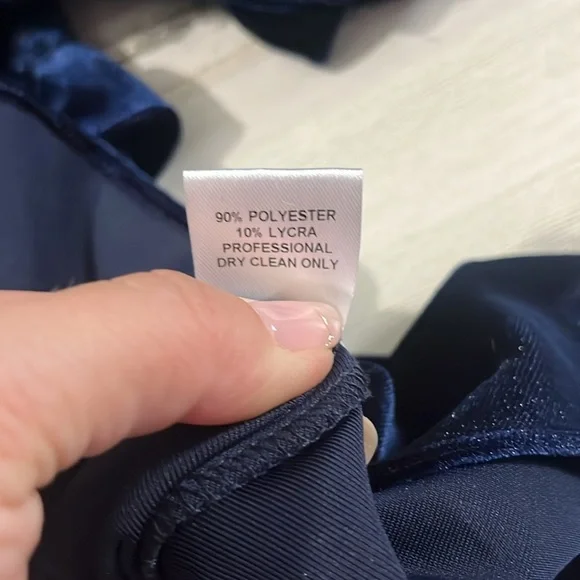 90% POLYESTER
10% LYCRA
PROFESSIONAL
DRY CLEAN ONLY